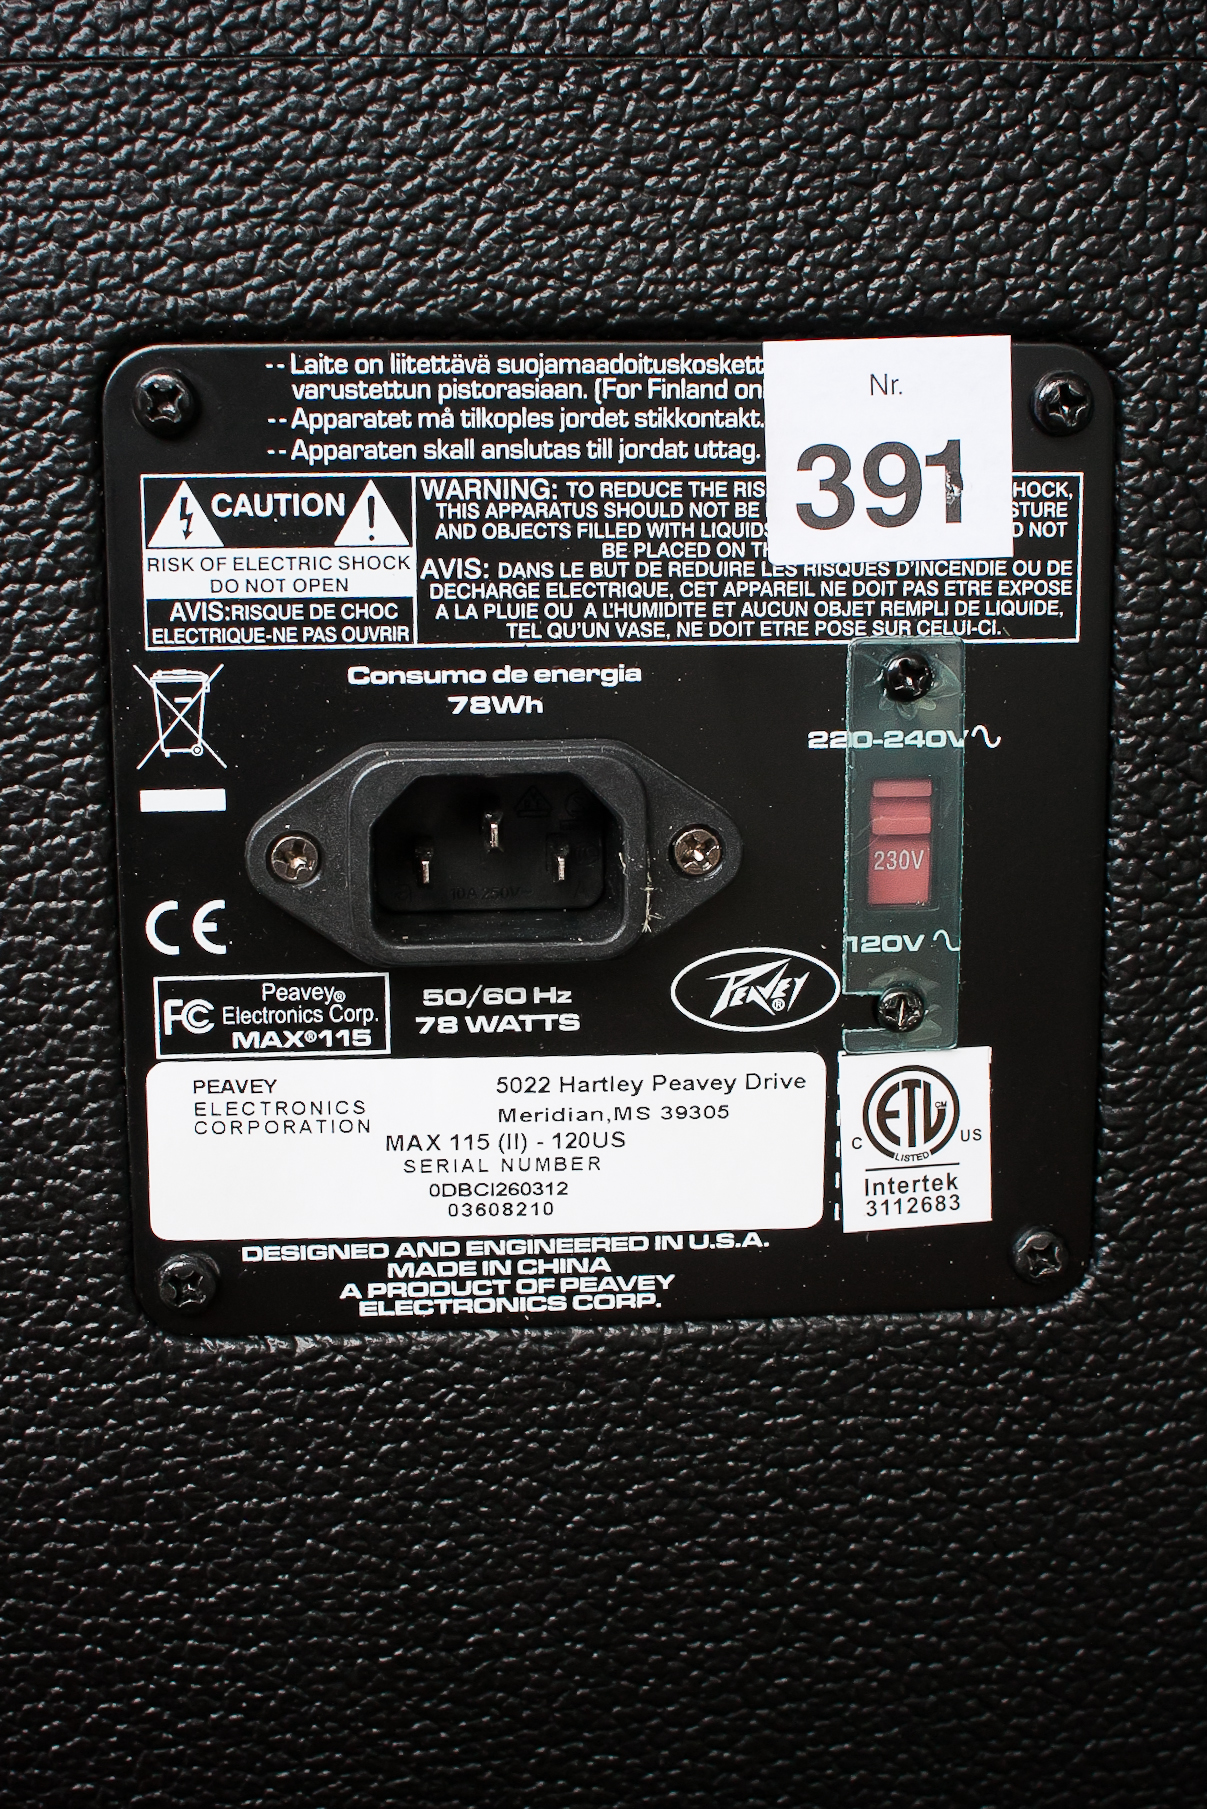 -- Laite on liitettävä suojamaadoituskoskett
varustettun pistorasiaan. (For Finland on
-- Apparatet må tilkoples jordet stikkontakt.
-- Apparaten skall anslutas till jordat uttag.
Nr.
391
CAUTION
RISK OF ELECTRIC SHOCK
DO NOT OPEN
AVIS:RISQUE DE CHOC
ELECTRIQUE-NE PAS OUVRIR
WARNING: TO REDUCE THE RIS HOCK,
THIS APPARATUS SHOULD NOT BE STURE
AND OBJECTS FILLED WITH LIQUIDS D NOT
BE PLACED ON TH
AVIS: DANS LE BUT DE REDUIRE LES RISQUES D'INCENDIE OU DE
DECHARGE ELECTRIQUE, CET APPAREIL NE DOIT PAS ETRE EXPOSE
A LA PLUIE OU A L'HUMIDITE ET AUCUN OBJET REMPLI DE LIQUIDE,
TEL QU'UN VASE, NE DOIT ETRE POSE SUR CELUI-CI.
Consumo de energia
78Wh
220-240V
230V
120V
10A 250V~
CE
FC
Peavey®
Electronics Corp.
MAX®115
50/60 Hz
78 WATTS
PEAVEY®
PEAVEY
ELECTRONICS
CORPORATION
5022 Hartley Peavey Drive
Meridian,MS 39305
MAX 115 (II) - 120US
SERIAL NUMBER
0DBCI260312
03608210
ETL CM
C US
LISTED
Intertek
3112683
DESIGNED AND ENGINEERED IN U.S.A.
MADE IN CHINA
A PRODUCT OF PEAVEY
ELECTRONICS CORP.